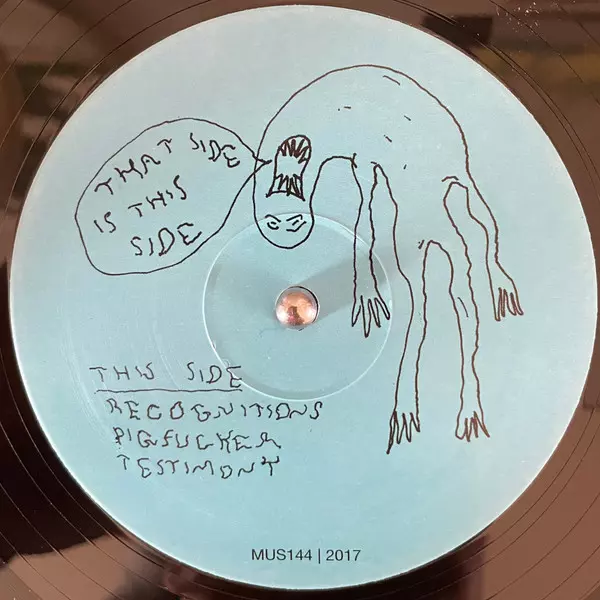 THAT SIDE
IS THIS
SIDE
THIS SIDE
RECOGNITIONS
PIGFUCKER
TESTIMONY
MUS144 | 2017